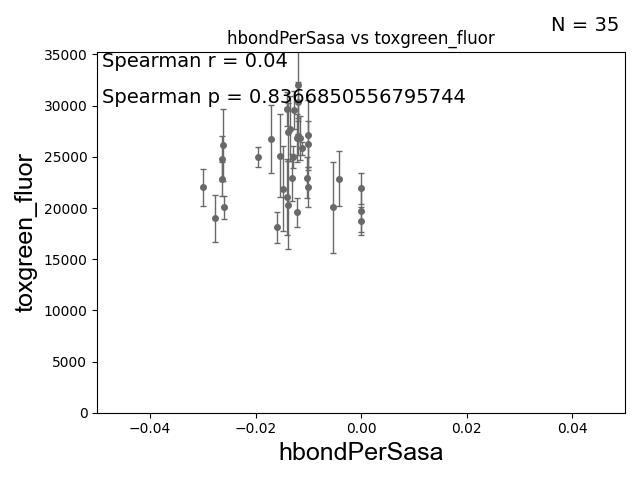 N = 35
hbondPerSasa vs toxgreen_fluor
Spearman r = 0.04
Spearman p = 0.8366850556795744
35000
30000
25000
20000
15000
10000
5000
0
toxgreen_fluor
−0.04 −0.02 0.00 0.02 0.04
hbondPerSasa